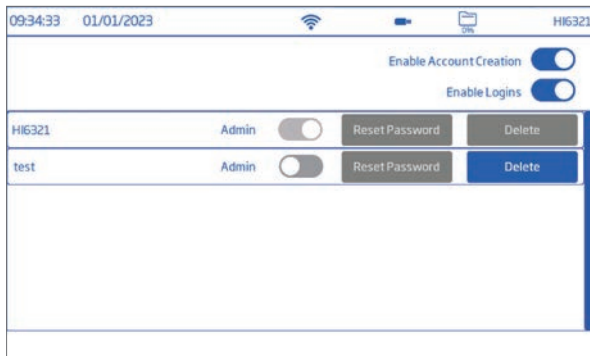 09:34:33 01/01/2023 0% HI6321
Enable Account Creation
Enable Logins
HI6321 Admin Reset Password Delete
test Admin Reset Password Delete